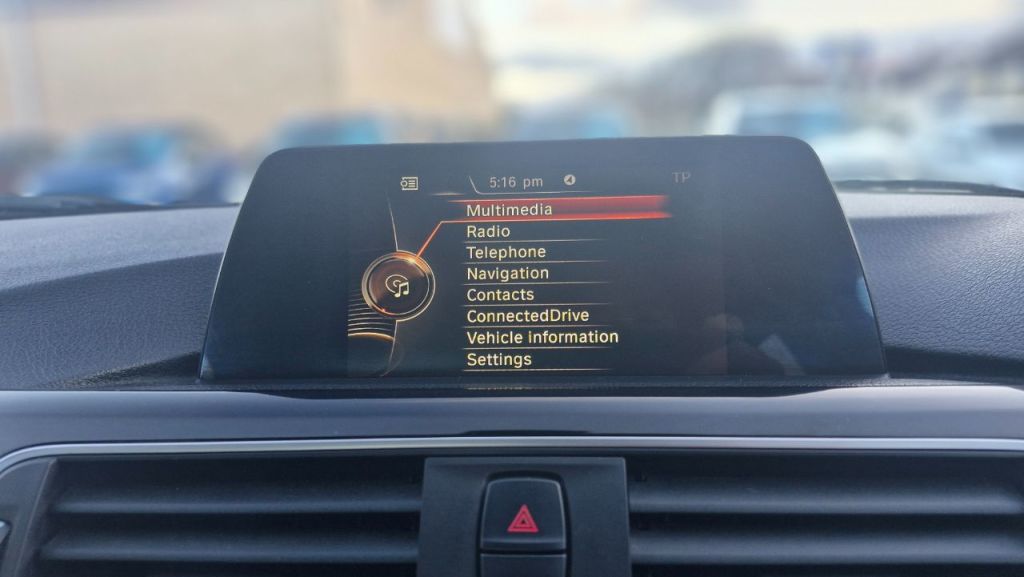 5:16 pm
TP
Multimedia
Radio
Telephone
Navigation
Contacts
ConnectedDrive
Vehicle information
Settings